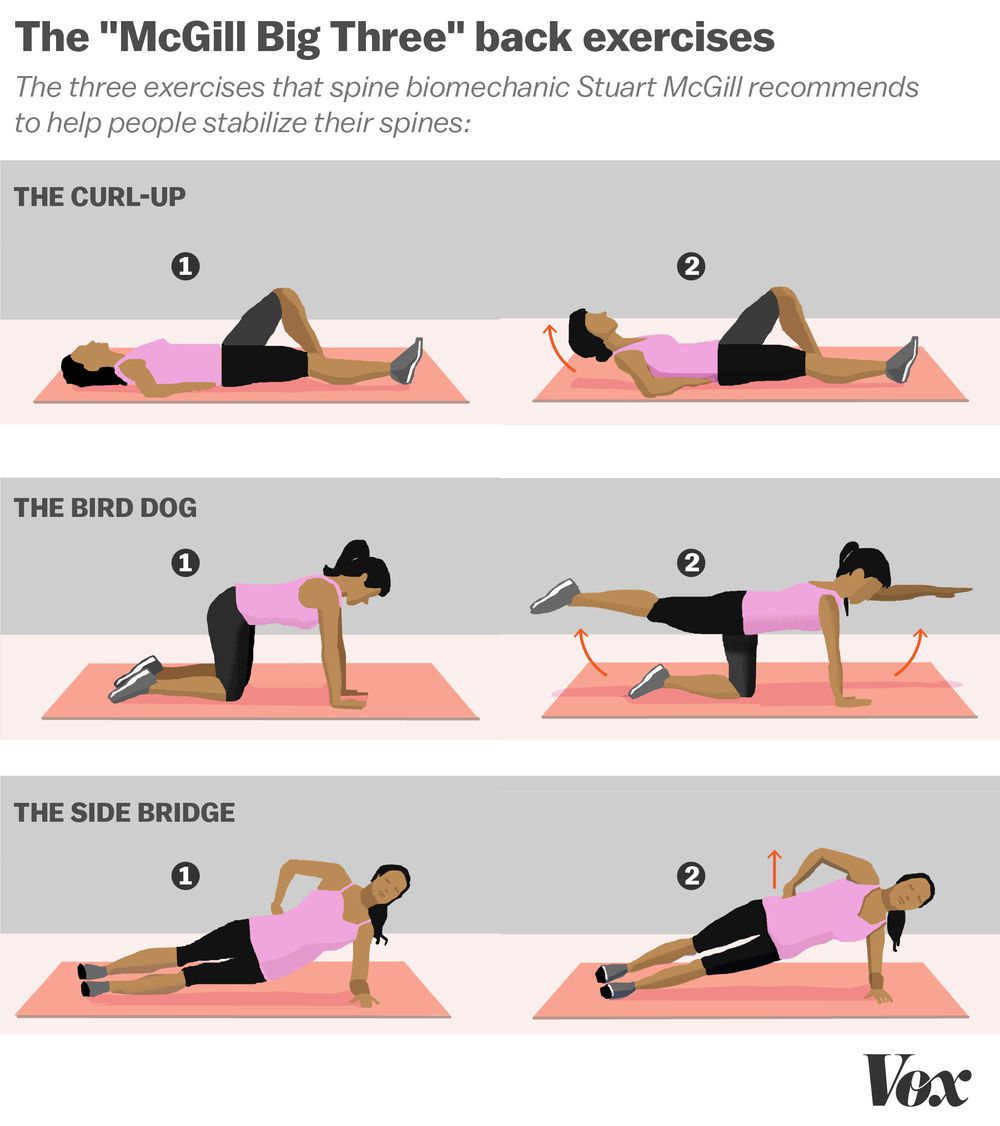 The "McGill Big Three" back exercises
The three exercises that spine biomechanic Stuart McGill recommends
to help people stabilize their spines:
THE CURL-UP
1
2
THE BIRD DOG
1
2
THE SIDE BRIDGE
1
2
Vox